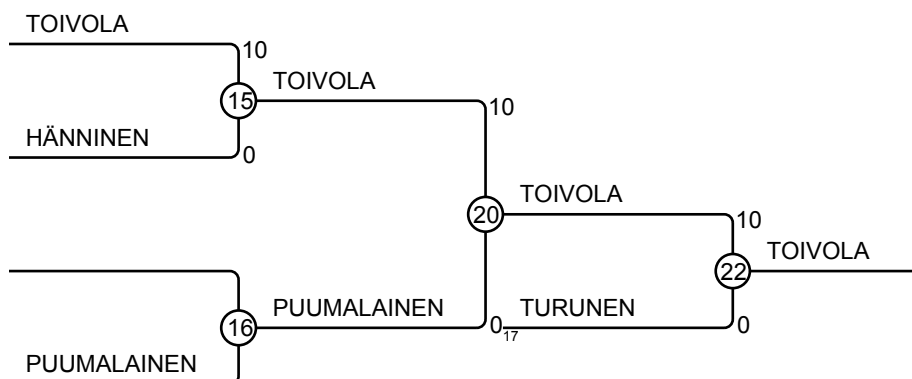 TOIVOLA
10
15
TOIVOLA
10
HÄNNINEN
0
20
TOIVOLA
10
22
TOIVOLA
16
PUUMALAINEN
0
17
TURUNEN
0
PUUMALAINEN